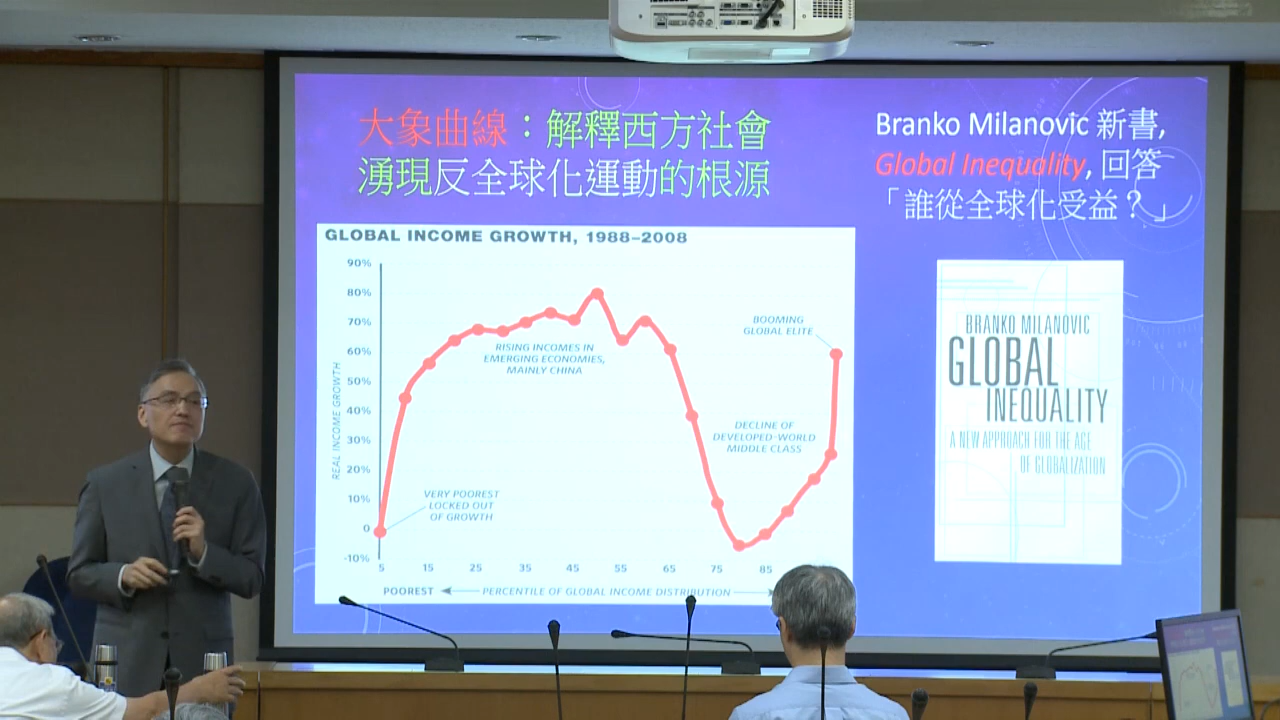 大象曲線：解釋西方社會
湧現反全球化運動的根源
Branko Milanovic 新書,
Global Inequality, 回答
「誰從全球化受益？」
GLOBAL INCOME GROWTH, 1988–2008
90%
80%
70%
60%
50%
40%
30%
20%
10%
0
-10%
REAL INCOME GROWTH
BOOMING
GLOBAL ELITE
RISING INCOMES IN
EMERGING ECONOMIES,
MAINLY CHINA
DECLINE OF
DEVELOPED-WORLD
MIDDLE CLASS
VERY POOREST
LOCKED OUT
OF GROWTH
5 15 25 35 45 55 65 75 85
POOREST PERCENTILE OF GLOBAL INCOME DISTRIBUTION
BRANKO MILANOVIC
GLOBAL
INEQUALITY
A NEW APPROACH FOR THE AGE
OF GLOBALIZATION